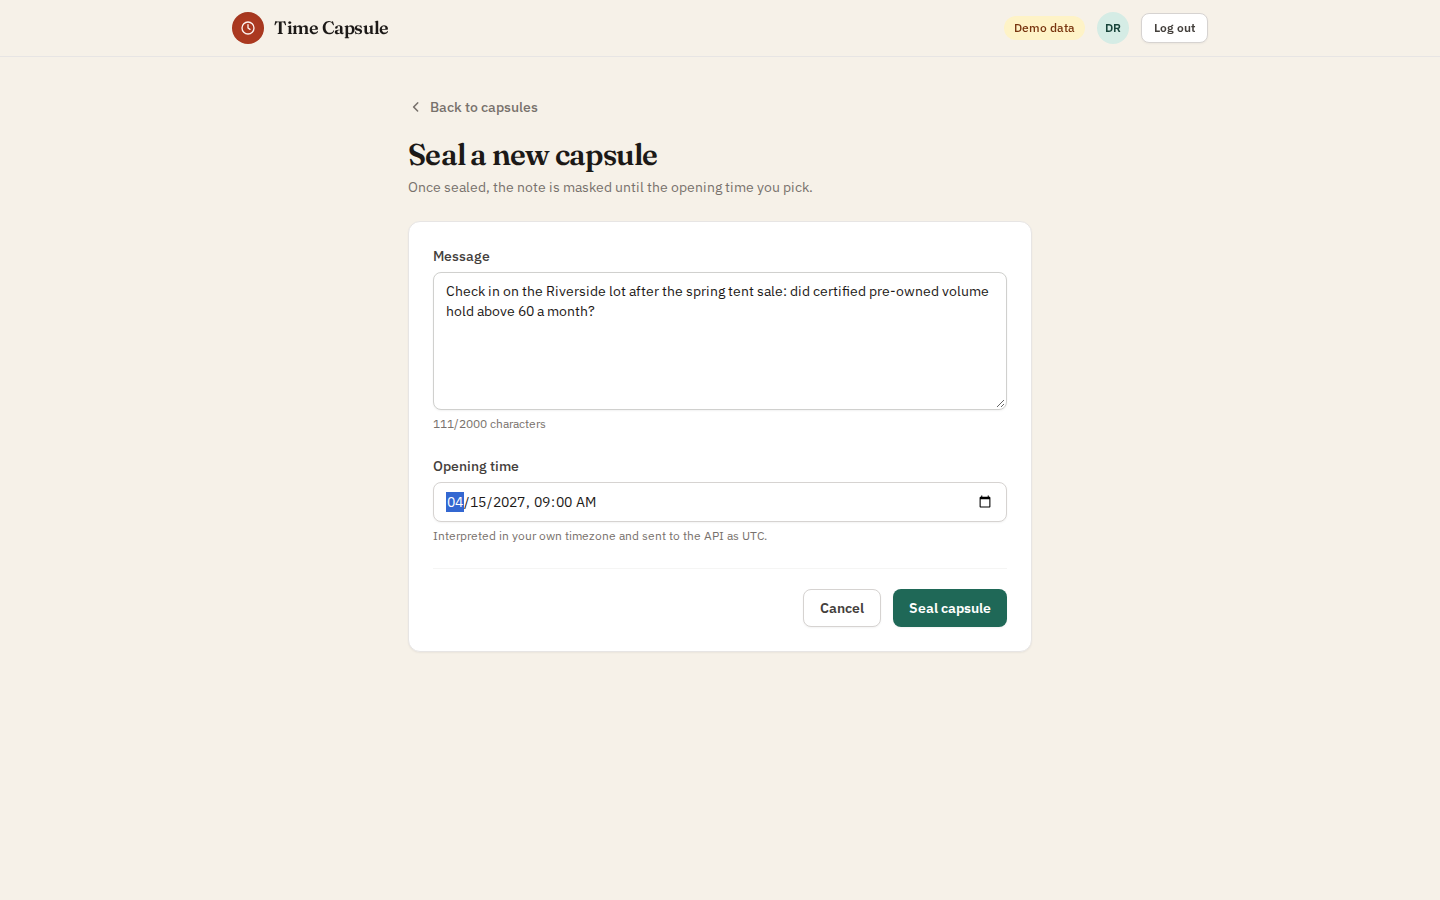 Time Capsule
Demo data
DR
Log out
Back to capsules
Seal a new capsule
Once sealed, the note is masked until the opening time you pick.
Message
Check in on the Riverside lot after the spring tent sale: did certified pre-owned volume
hold above 60 a month?
111/2000 characters
Opening time
04/15/2027, 09:00 AM
Interpreted in your own timezone and sent to the API as UTC.
Cancel
Seal capsule